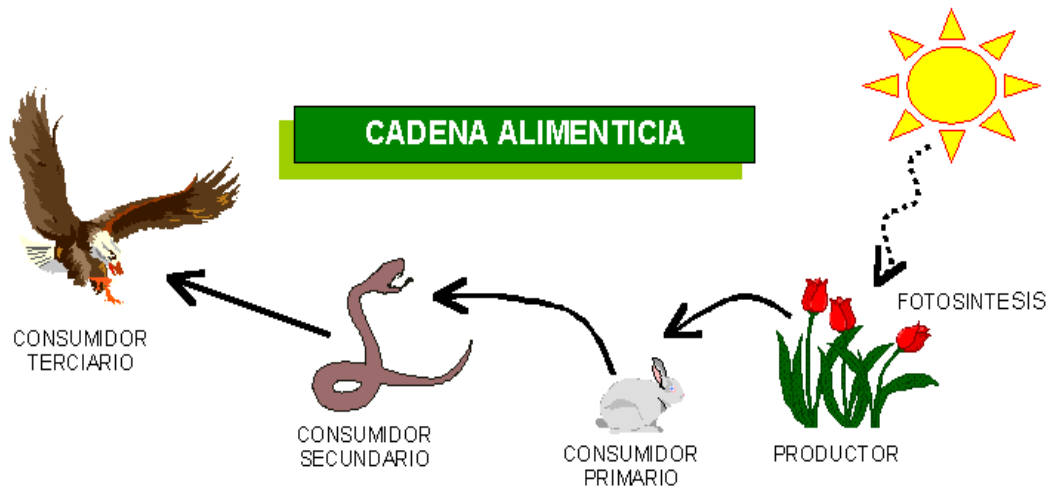 CADENA ALIMENTICIA
FOTOSINTESIS
CONSUMIDOR
TERCIARIO
CONSUMIDOR
SECUNDARIO
CONSUMIDOR
PRIMARIO
PRODUCTOR